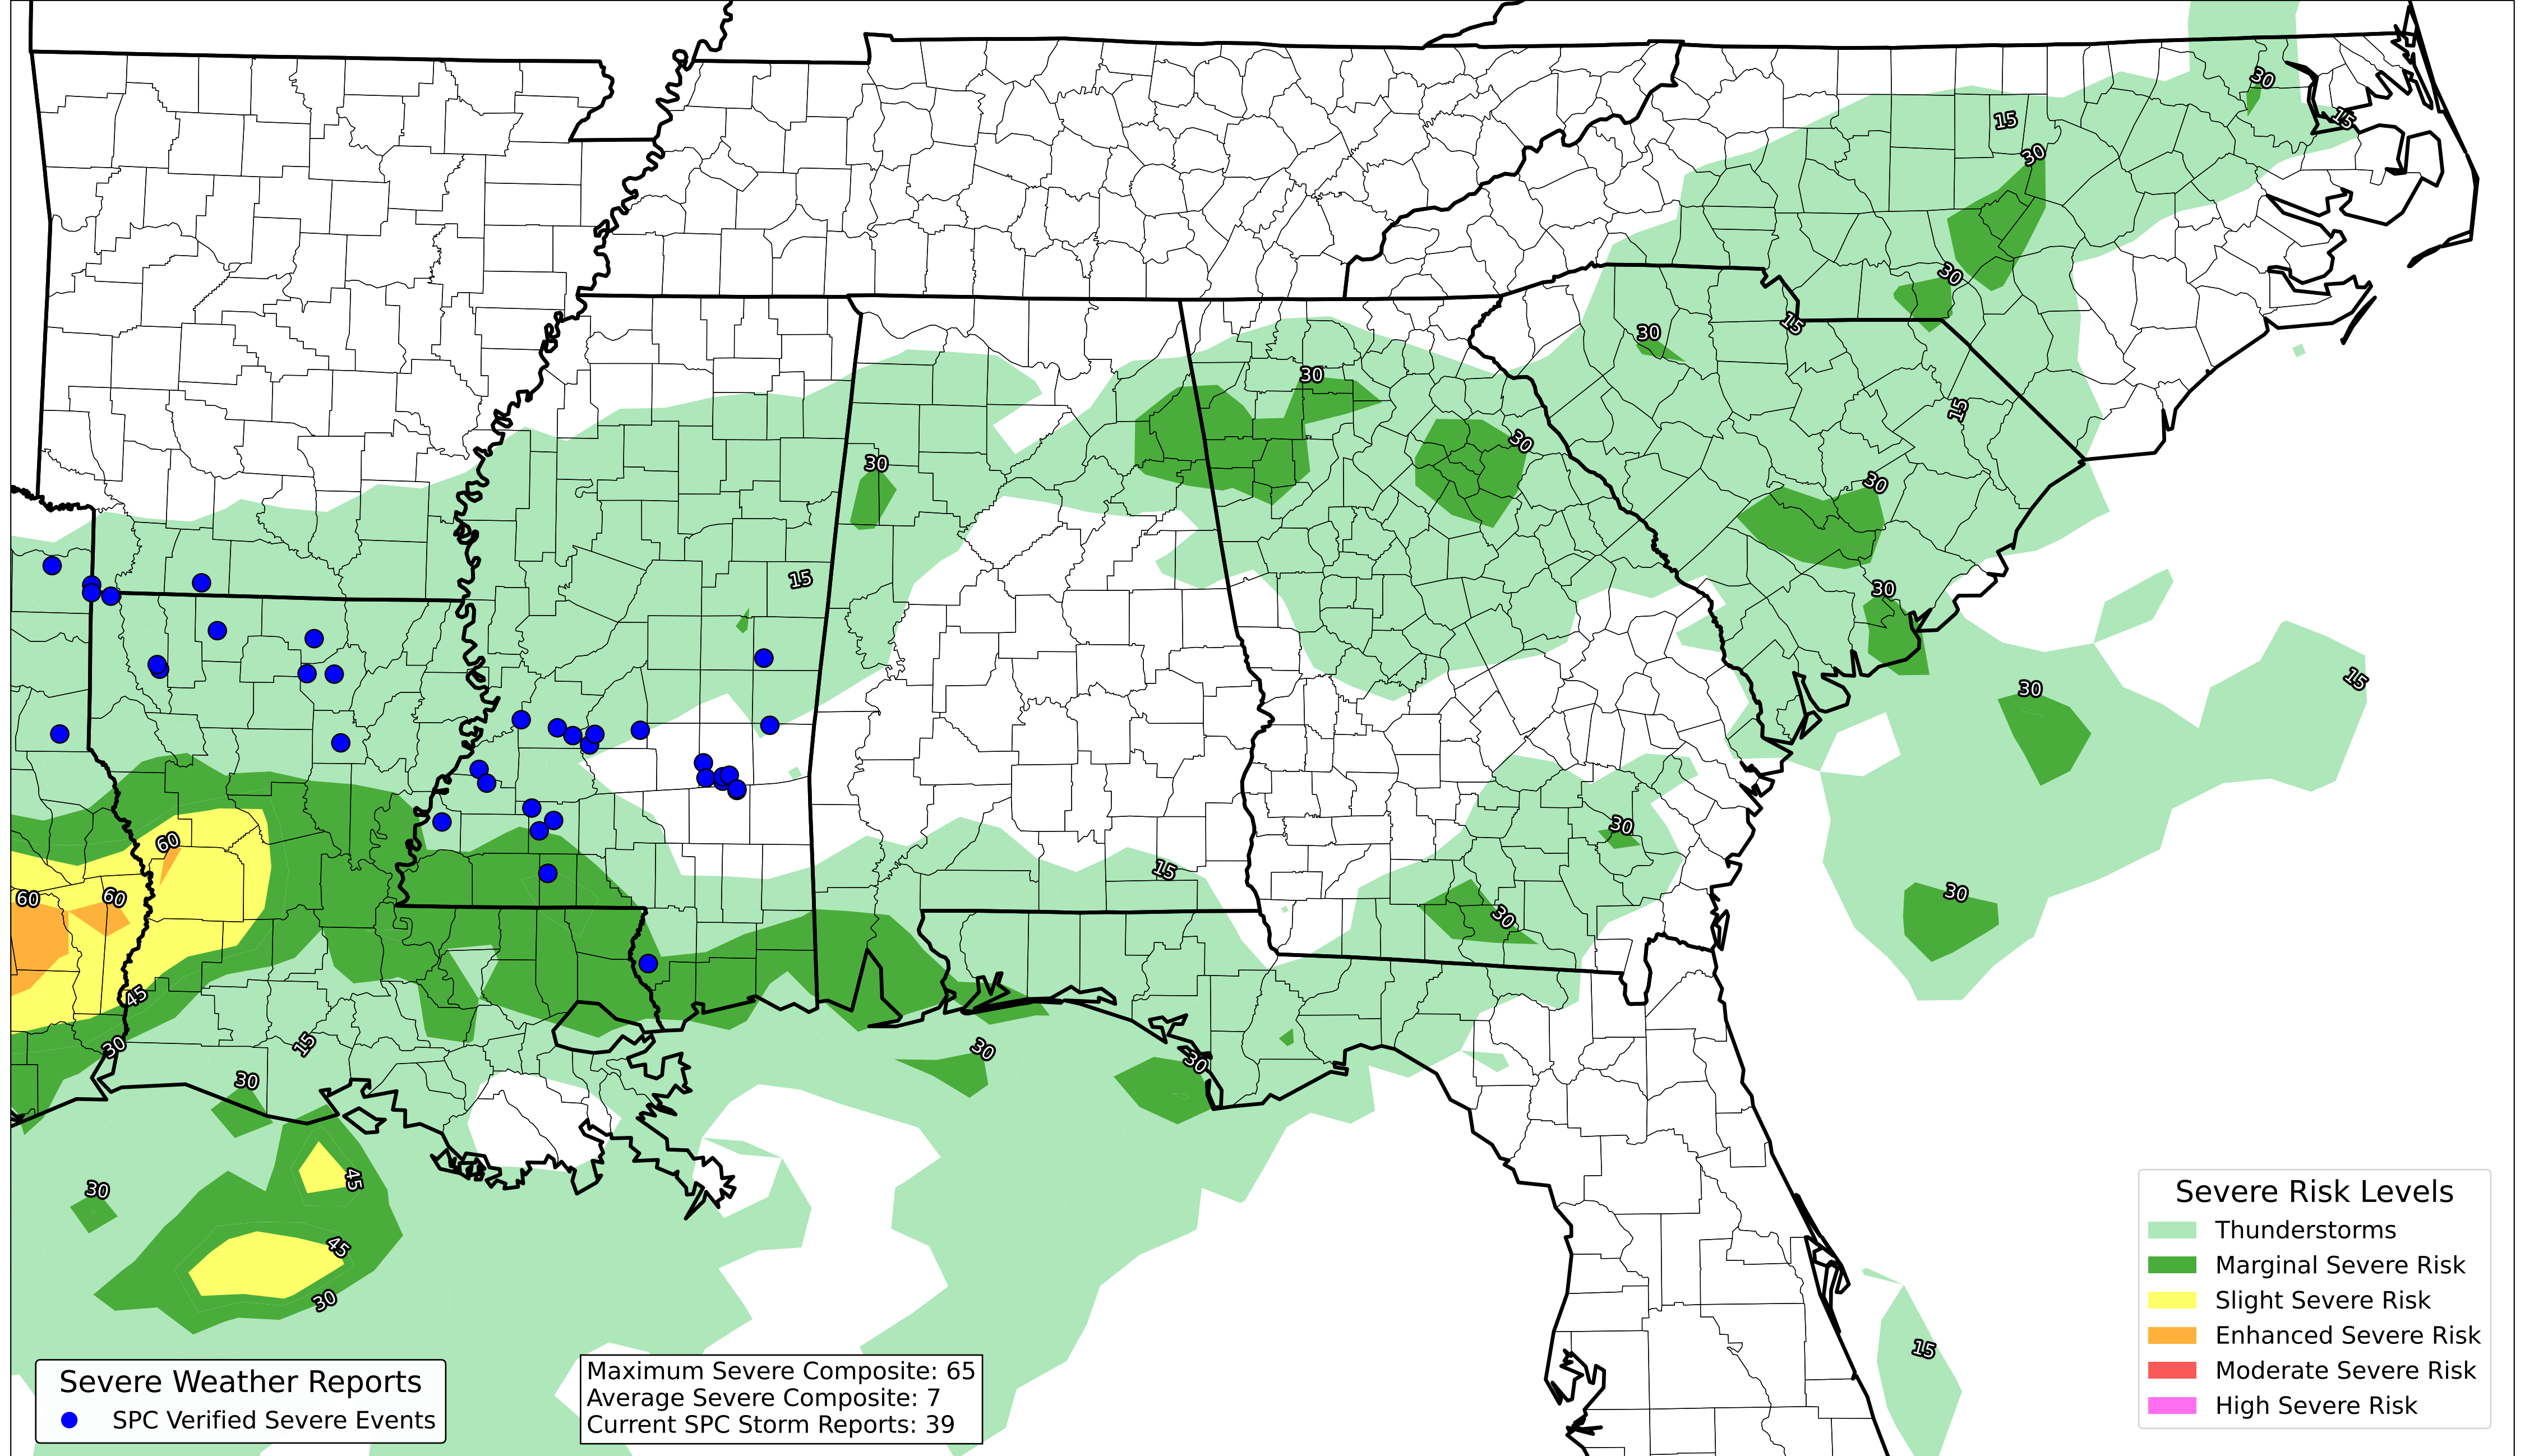 30
15
15
30
30
15
30
30
15
30
30
30
15
30
30
15
30
60
30
15
60
60
30
30
45
30
15
30
30
30
30
45
45
30
15
Severe Weather Reports
SPC Verified Severe Events
Maximum Severe Composite: 65
Average Severe Composite: 7
Current SPC Storm Reports: 39
Severe Risk Levels
Thunderstorms
Marginal Severe Risk
Slight Severe Risk
Enhanced Severe Risk
Moderate Severe Risk
High Severe Risk